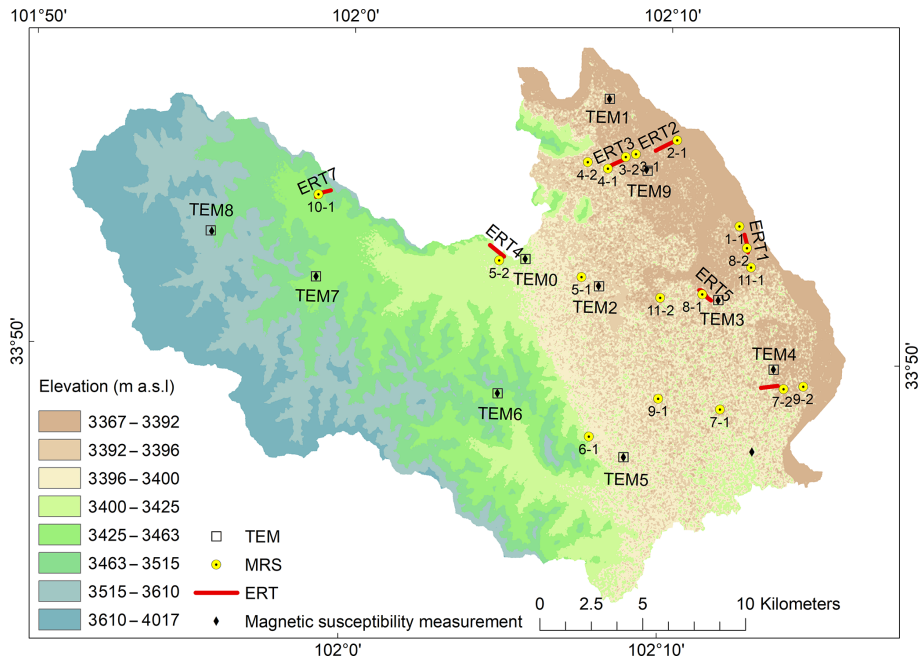 101°50'
102°0'
102°10'
TEM1
ERT2
ERT3
2-1
4-2
3-2
3-1
4-1
TEM9
ERT7
10-1
TEM8
ERT4
1-1
ERT1
8-2
5-2
TEM0
11-1
TEM7
5-1
TEM2
ERT5
11-2
8-1
TEM3
33°50'
33°50'
TEM4
Elevation (m a.s.l)
7-2
9-2
TEM6
9-1
7-1
3367–3392
3392–3396
6-1
3396–3400
TEM5
3400–3425
3425–3463
TEM
3463–3515
MRS
3515–3610
ERT
0
2.5
5
10 Kilometers
3610–4017
Magnetic susceptibility measurement
102°0'
102°10'